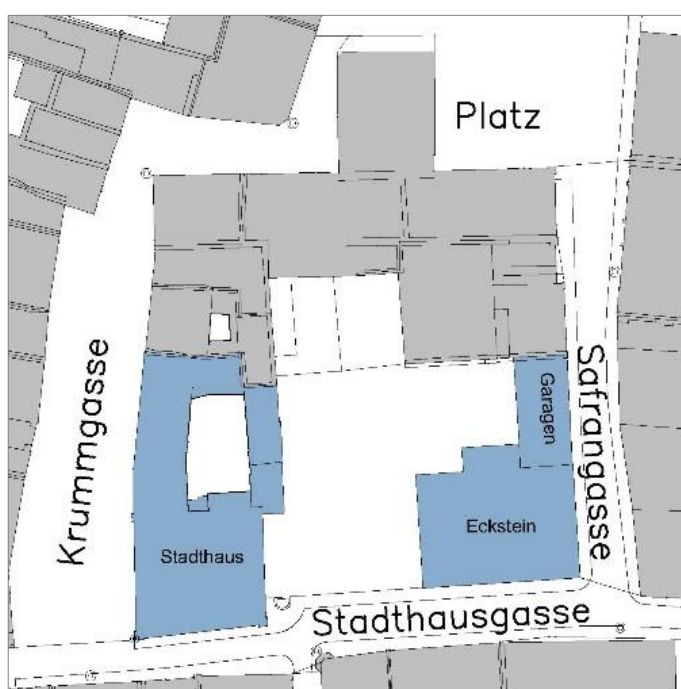 Platz
Krummgasse
Safrangasse
Garagen
Eckstein
Stadthaus
Stadthausgasse